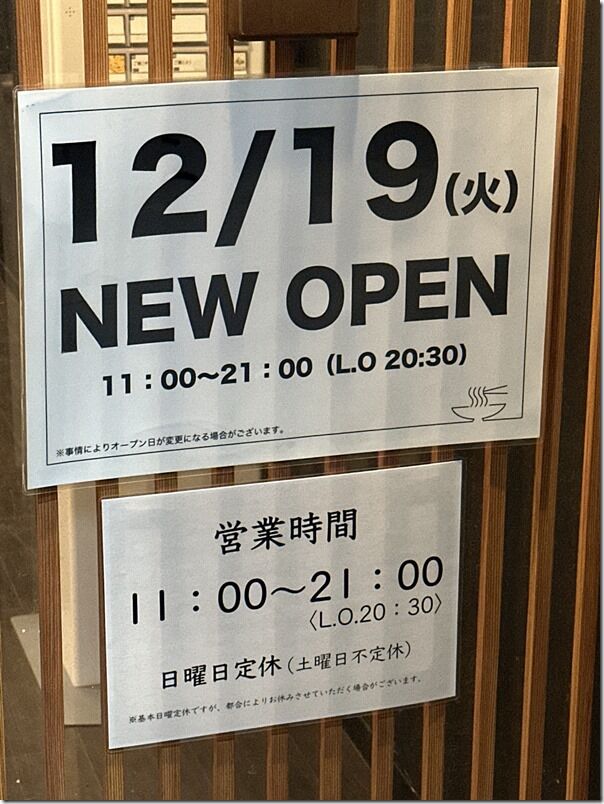 12/19(火)
NEW OPEN
11：00〜21：00（L.O 20:30）
※事情によりオープン日が変更になる場合がございます。
営業時間
11：00〜21：00
〈L.O.20：30〉
日曜日定休（土曜日不定休）
※基本日曜定休ですが、都合によりお休みさせていただく場合がございます。